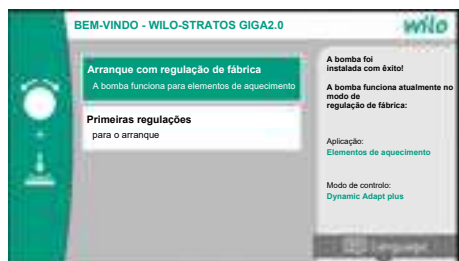 BEM-VINDO - WILO-STRATOS GIGA2.0
wilo
Arranque com regulação de fábrica
A bomba funciona para elementos de aquecimento
Primeiras regulações
para o arranque
A bomba foi
instalada com êxito!
A bomba funciona atualmente no
modo de
regulação de fábrica:
Aplicação:
Elementos de aquecimento
Modo de controlo:
Dynamic Adapt plus
Language